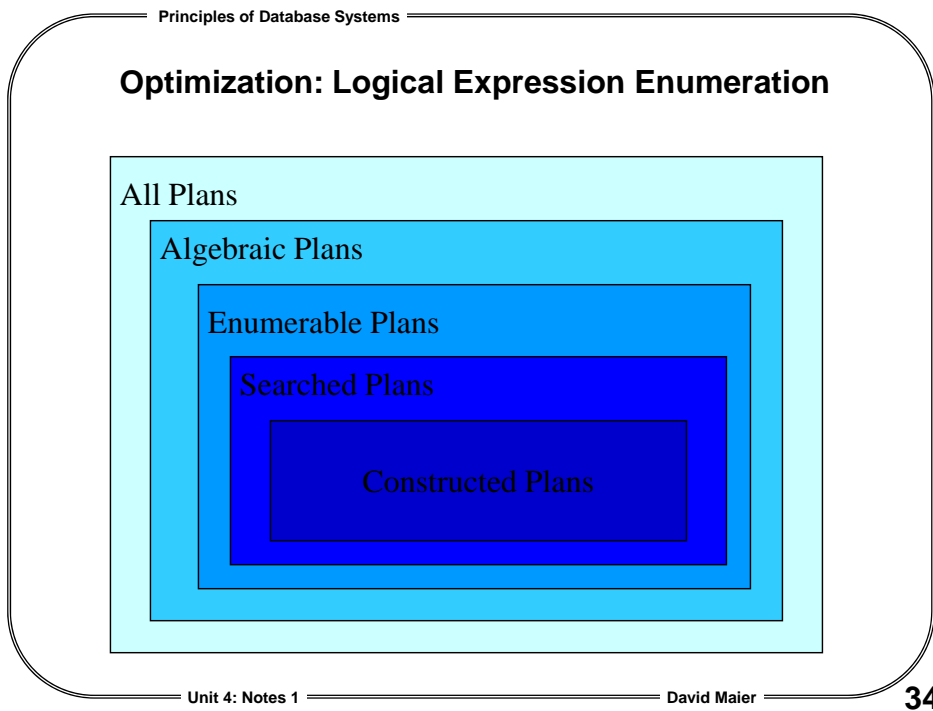 Principles of Database Systems
Optimization: Logical Expression Enumeration
All Plans
Algebraic Plans
Enumerable Plans
Searched Plans
Constructed Plans
Unit 4: Notes 1
David Maier
34